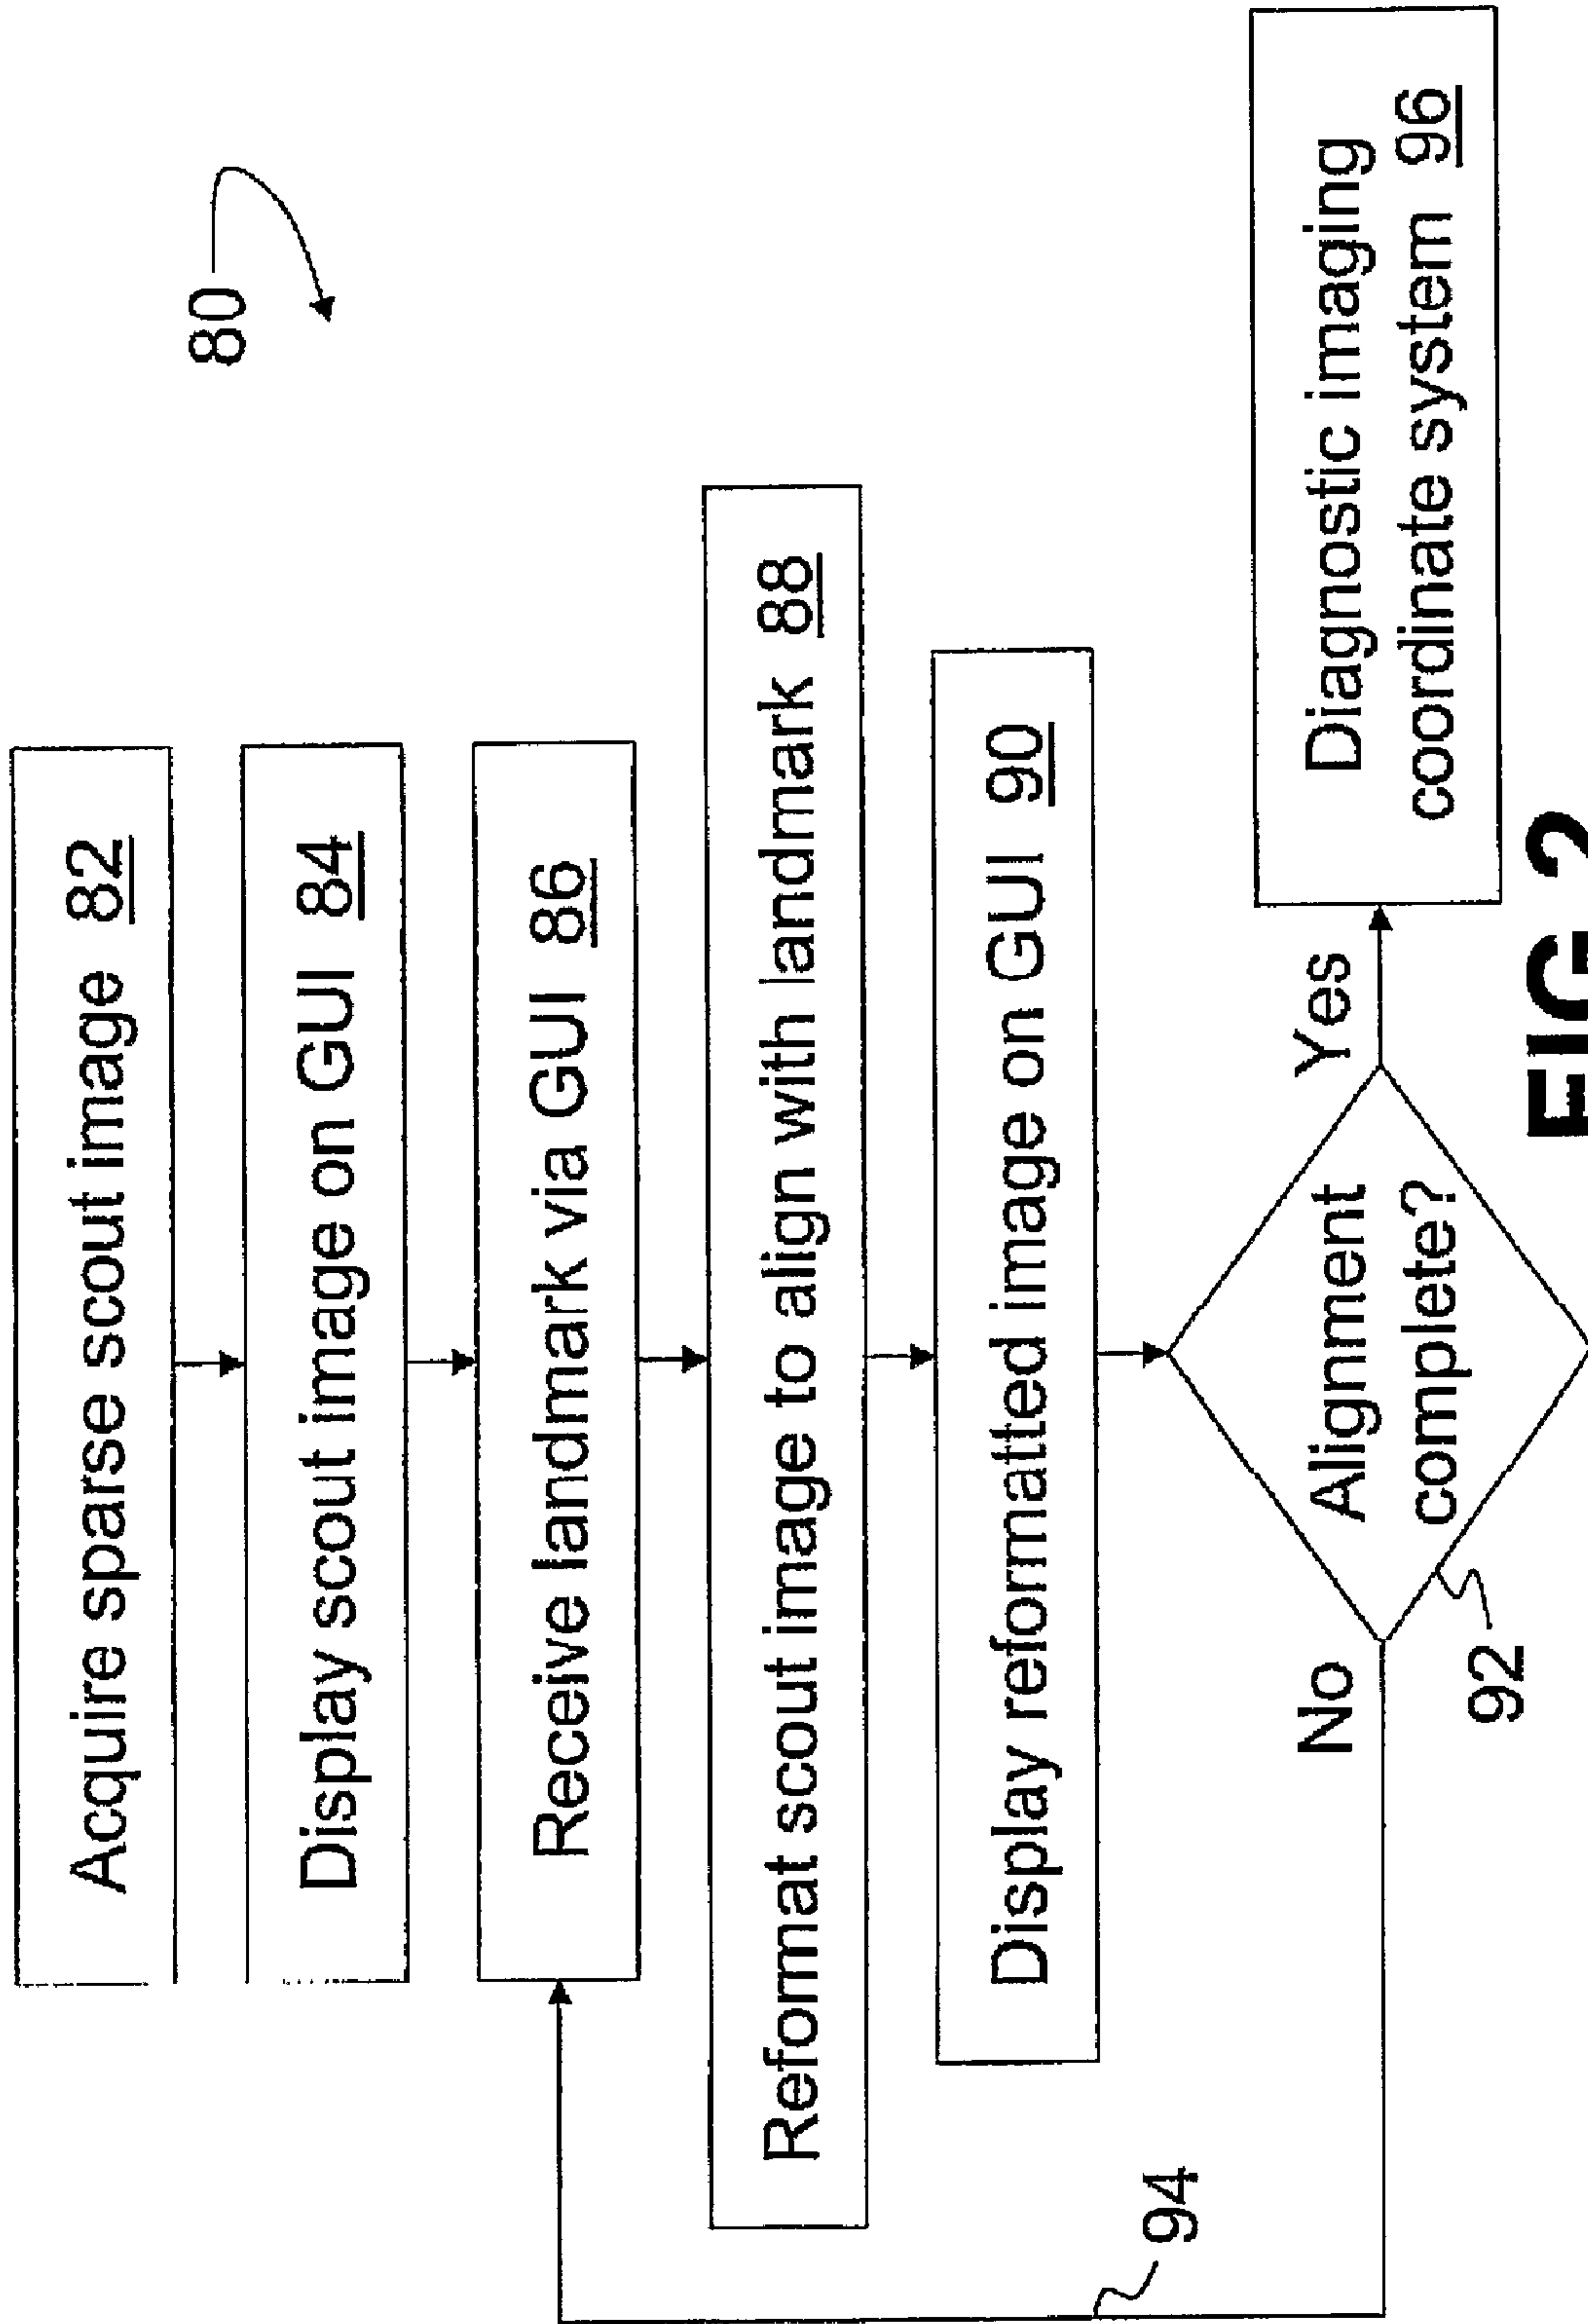 80
Acquire sparse scout image 82
Display scout image on GUI 84
Receive landmark via GUI 86
Reformat scout image to align with landmark 88
Display reformatted image on GUI 90
Alignment
complete?
No
Yes
92
94
Diagnostic imaging
coordinate system 96
FIG 2